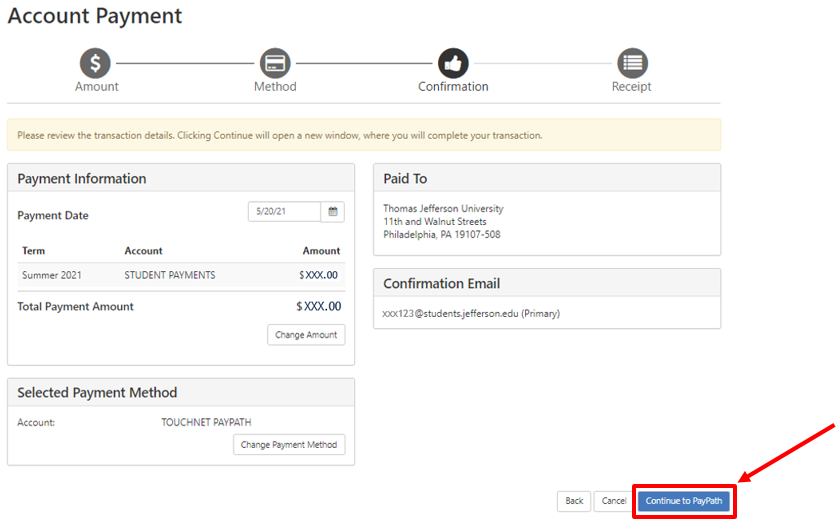 Account Payment
Amount Method Confirmation Receipt
Please review the transaction details. Clicking Continue will open a new window, where you will complete your transaction.
Payment Information
Payment Date 5/20/21
Term Account Amount
Summer 2021 STUDENT PAYMENTS $XXX.00
Total Payment Amount $XXX.00
Change Amount
Selected Payment Method
Account: TOUCHNET PAYPATH
Change Payment Method
Paid To
Thomas Jefferson University
11th and Walnut Streets
Philadelphia, PA 19107-508
Confirmation Email
xxx123@students.jefferson.edu (Primary)
Back Cancel Continue to PayPath